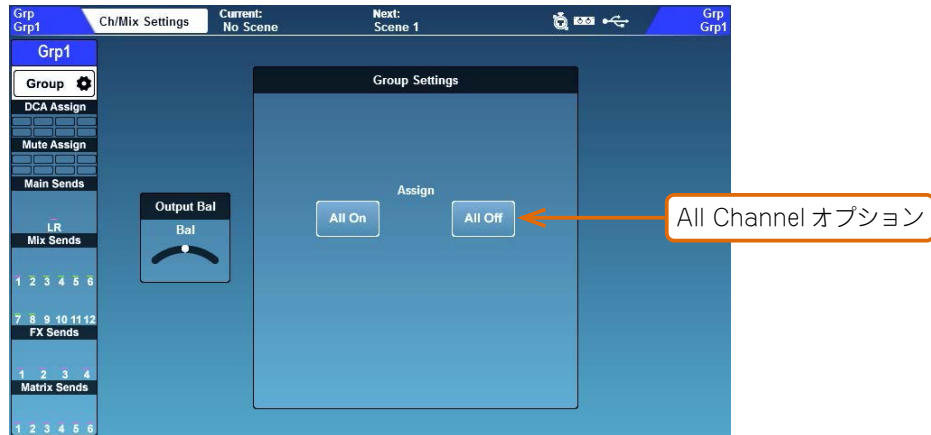 Grp
Grp1
Ch/Mix Settings
Current:
No Scene
Next:
Scene 1
Grp
Grp1
Grp1
Group
DCA Assign
Mute Assign
Main Sends
LR
Mix Sends
1 2 3 4 5 6
7 8 9 10 11 12
FX Sends
1 2 3 4
Matrix Sends
1 2 3 4 5 6
Output Bal
Bal
Group Settings
Assign
All On
All Off
All Channel オプション